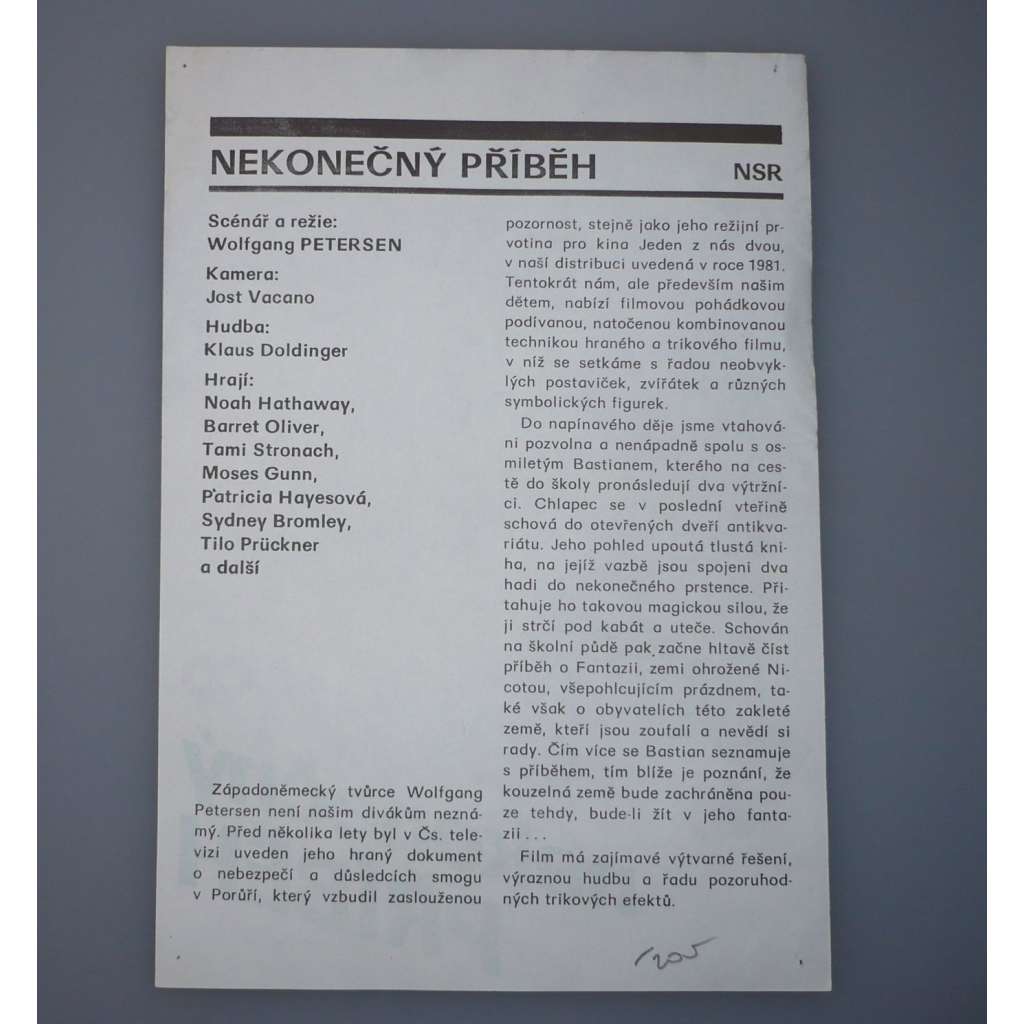 NEKONEČNÝ PŘÍBĚH
NSR
Scénář a režie:
Wolfgang PETERSEN
Kamera:
Jost Vacano
Hudba:
Klaus Doldinger
Hrají:
Noah Hathaway,
Barret Oliver,
Tami Stronach,
Moses Gunn,
Patricia Hayesová,
Sydney Bromley,
Tilo Prückner
a další
Západoněmecký tvůrce Wolfgang
Petersen není našim divákům nezná-
mý. Před několika lety byl v Čs. tele-
vizi uveden jeho hraný dokument
o nebezpečí a důsledcích smogu
v Porúří, který vzbudil zaslouženou
pozornost, stejně jako jeho režijní pr-
votina pro kina Jeden z nás dvou,
v naší distribuci uvedená v roce 1981.
Tentokrát nám, ale především našim
dětem, nabízí filmovou pohádkovou
podívanou, natočenou kombinovanou
technikou hraného a trikového filmu,
v níž se setkáme s řadou neobvyk-
lých postaviček, zvířátek a různých
symbolických figurek.
Do napínavého děje jsme vtahová-
ni pozvolna a nenápadně spolu s os-
miletým Bastianem, kterého na ces-
tě do školy pronásledují dva výtržní-
ci. Chlapec se v poslední vteřině
schová do otevřených dveří antikva-
riátu. Jeho pohled upoutá tlustá kni-
ha, na jejíž vazbě jsou spojeni dva
hadi do nekonečného prstence. Při-
tahuje ho takovou magickou silou, že
ji strčí pod kabát a uteče. Schován
na školní půdě pak začne hltavě číst
příběh o Fantazii, zemi ohrožené Ni-
cotou, všepohlcujícím prázdnem, ta-
ké však o obyvatelích této zakleté
země, kteří jsou zoufalí a nevědí si
rady. Čím více se Bastian seznamuje
s příběhem, tím blíže je poznání, že
kouzelná země bude zachráněna pou-
ze tehdy, bude-li žít v jeho fanta-
zii ...
Film má zajímavé výtvarné řešení,
výraznou hudbu a řadu pozoruhod-
ných trikových efektů.